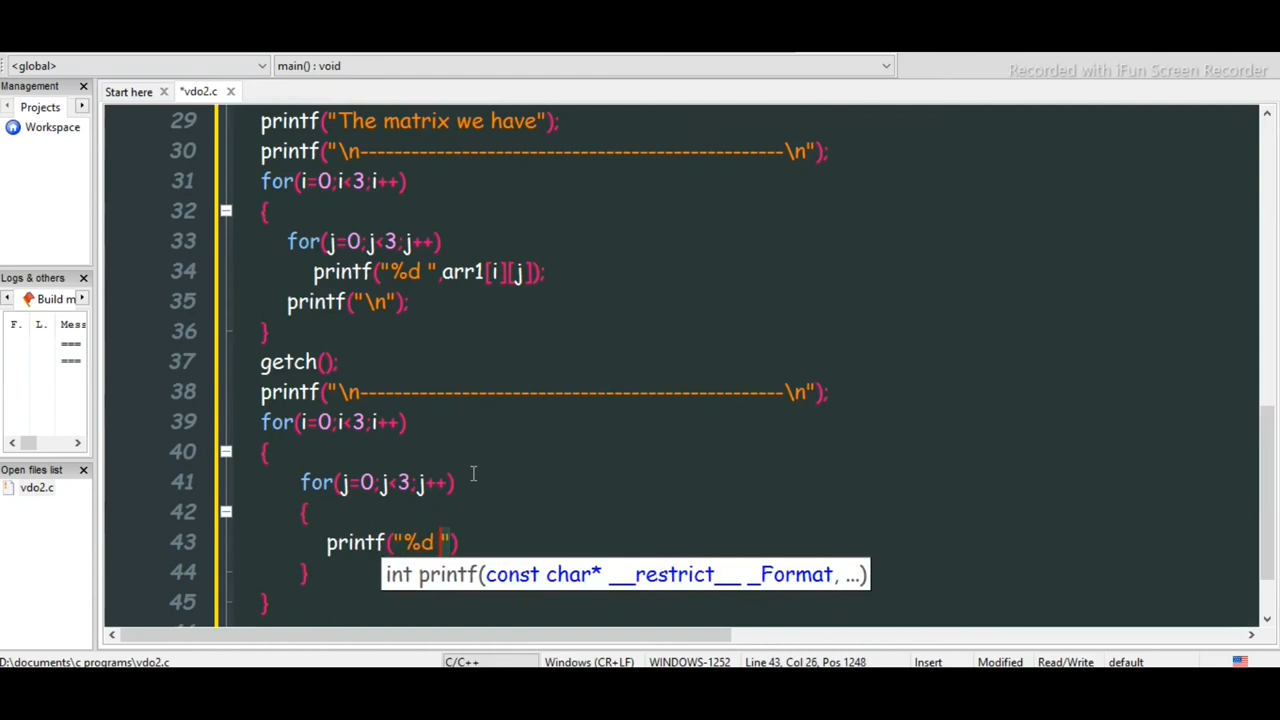 <global>
main() : void
Recorded with iFun Screen Recorder
Management
Projects
Workspace
Start here
*vdo2.c
29 printf("The matrix we have");
30 printf("\n--------------------------------------------------\n");
31 for(i=0;i<3;i++)
32 {
33 for(j=0;j<3;j++)
34 printf("%d ",arr1[i][j]);
35 printf("\n");
36 }
37 getch();
38 printf("\n--------------------------------------------------\n");
39 for(i=0;i<3;i++)
40 {
41 for(j=0;j<3;j++)
42 {
43 printf("%d ")
int printf(const char* __restrict__ _Format, ...)
44 }
45 }
Logs & others
Build m
F. L. Mess
===
===
Open files list
vdo2.c
D:\documents\c programs\vdo2.c
C/C++
Windows (CR+LF)
WINDOWS-1252
Line 43, Col 26, Pos 1248
Insert
Modified
Read/Write
default